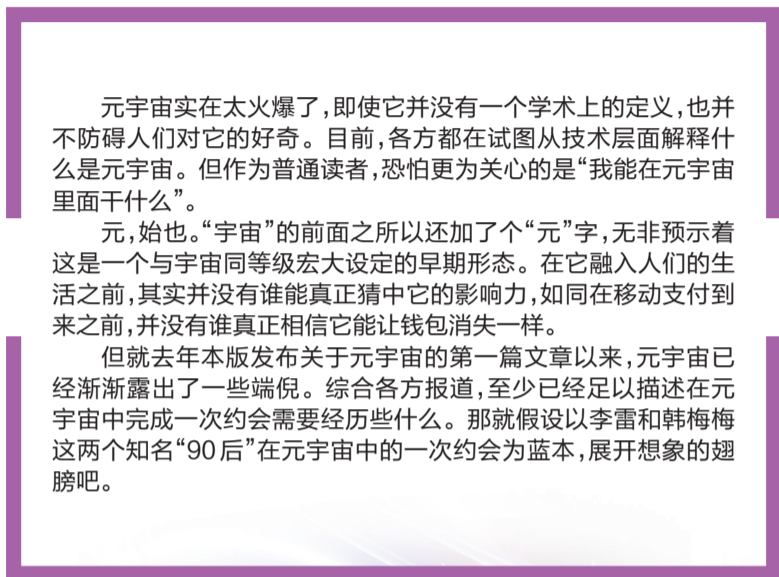 元宇宙实在太火爆了,即使它并没有一个学术上的定义,也并
不防碍人们对它的好奇。目前,各方都在试图从技术层面解释什
么是元宇宙。但作为普通读者,恐怕更为关心的是“我能在元宇宙
里面干什么”。
元,始也。“宇宙”的前面之所以还加了个“元”字,无非预示着
这是一个与宇宙同等级宏大设定的早期形态。在它融入人们的生
活之前,其实并没有谁能真正猜中它的影响力,如同在移动支付到
来之前,并没有谁真正相信它能让钱包消失一样。
但就去年本版发布关于元宇宙的第一篇文章以来,元宇宙已
经渐渐露出了一些端倪。综合各方报道,至少已经足以描述在元
宇宙中完成一次约会需要经历些什么。那就假设以李雷和韩梅梅
这两个知名“90后”在元宇宙中的一次约会为蓝本,展开想象的翅
膀吧。